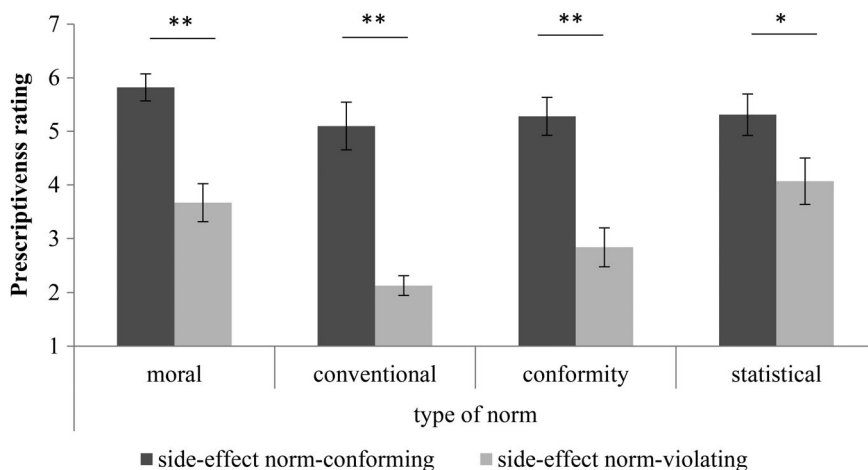 7
** ** ** *
6
5
4
3
2
1
Prescriptivenss rating
moral conventional conformity statistical
type of norm
side-effect norm-conforming side-effect norm-violating